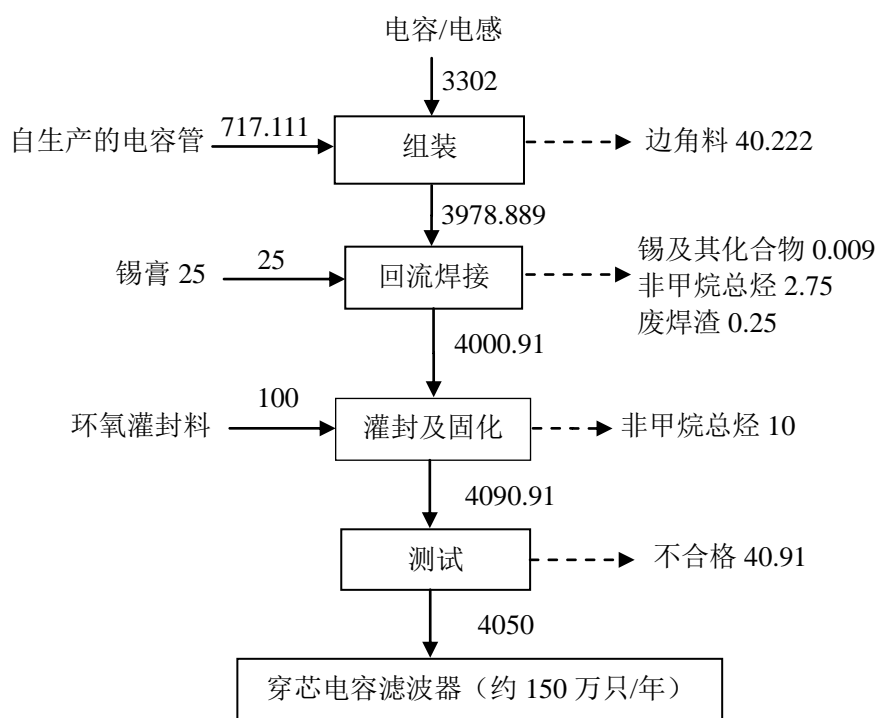 电容/电感
3302
自生产的电容管
717.111
组装
边角料 40.222
3978.889
锡膏 25
25
回流焊接
锡及其化合物 0.009
非甲烷总烃 2.75
废焊渣 0.25
4000.91
环氧灌封料
100
灌封及固化
非甲烷总烃 10
4090.91
测试
不合格 40.91
4050
穿芯电容滤波器（约 150 万只/年）